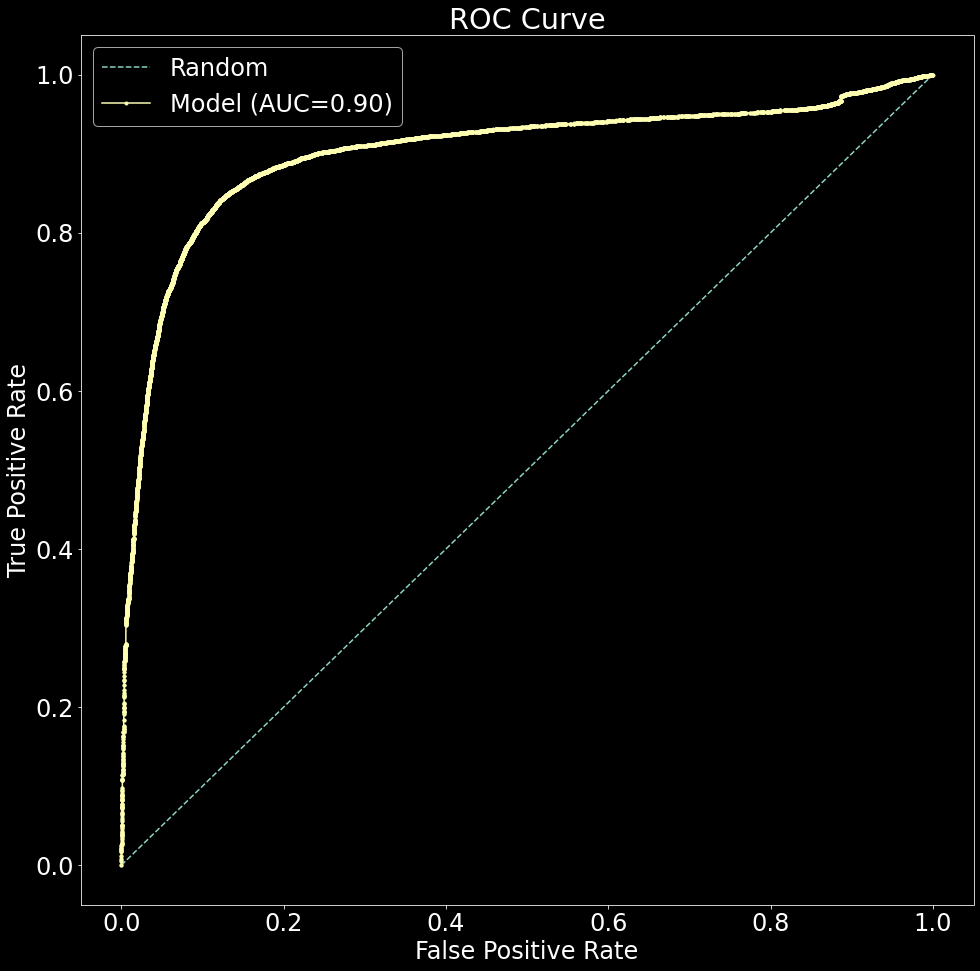 ROC Curve
Random
Model (AUC=0.90)
1.0
0.8
0.6
0.4
0.2
0.0
True Positive Rate
0.0 0.2 0.4 0.6 0.8 1.0
False Positive Rate